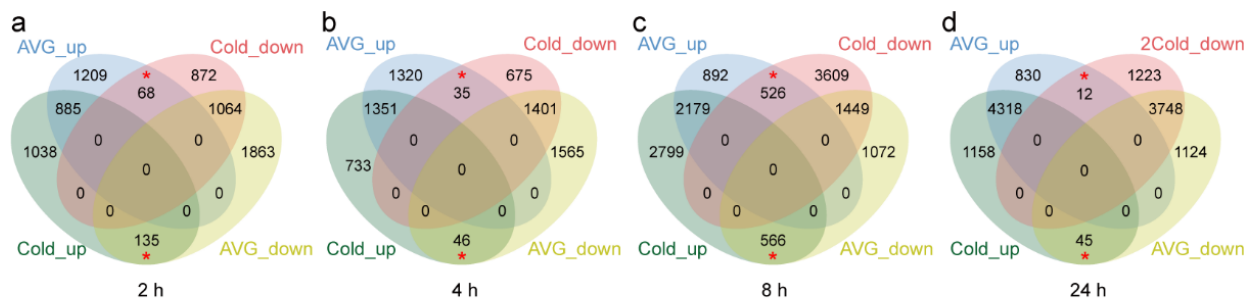 a
AVG_up
Cold_down
1209
*
872
68
885
1064
0
0
1038
1863
0
0
0
0
0
135
Cold_up
*
AVG_down
2 h
b
AVG_up
Cold_down
1320
*
675
35
1351
1401
0
0
733
1565
0
0
0
0
0
46
Cold_up
*
AVG_down
4 h
c
AVG_up
Cold_down
892
*
3609
526
2179
1449
0
0
2799
1072
0
0
0
0
0
566
Cold_up
*
AVG_down
8 h
d
AVG_up
2Cold_down
830
*
1223
12
4318
3748
0
0
1158
1124
0
0
0
0
0
45
Cold_up
*
AVG_down
24 h